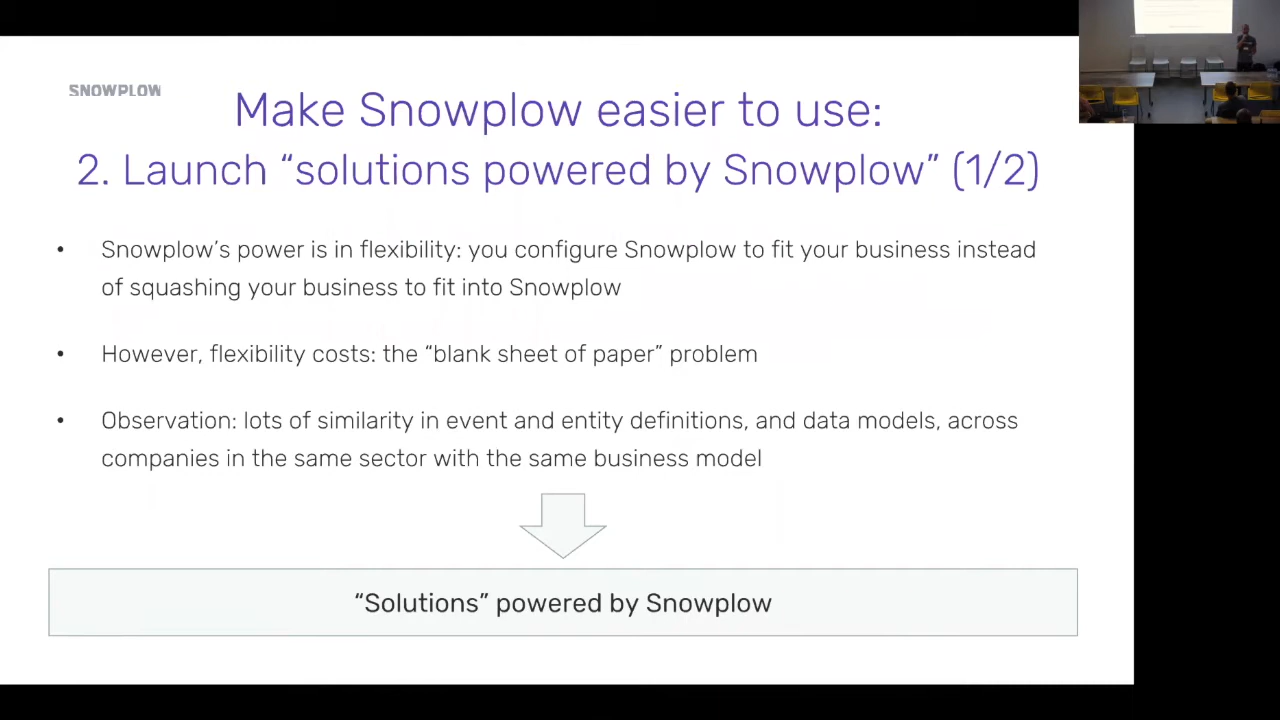 SNOWPLOW
Make Snowplow easier to use:
2. Launch “solutions powered by Snowplow” (1/2)
• Snowplow’s power is in flexibility: you configure Snowplow to fit your business instead
of squashing your business to fit into Snowplow
• However, flexibility costs: the “blank sheet of paper” problem
• Observation: lots of similarity in event and entity definitions, and data models, across
companies in the same sector with the same business model
“Solutions” powered by Snowplow